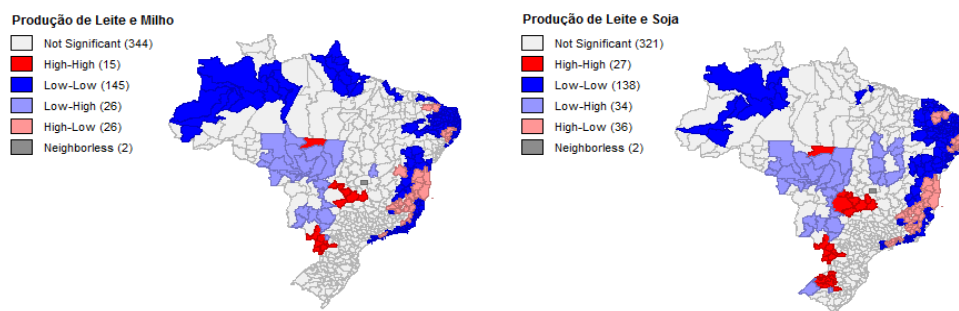 Produção de Leite e Milho
Not Significant (344)
High-High (15)
Low-Low (145)
Low-High (26)
High-Low (26)
Neighborless (2)
Produção de Leite e Soja
Not Significant (321)
High-High (27)
Low-Low (138)
Low-High (34)
High-Low (36)
Neighborless (2)